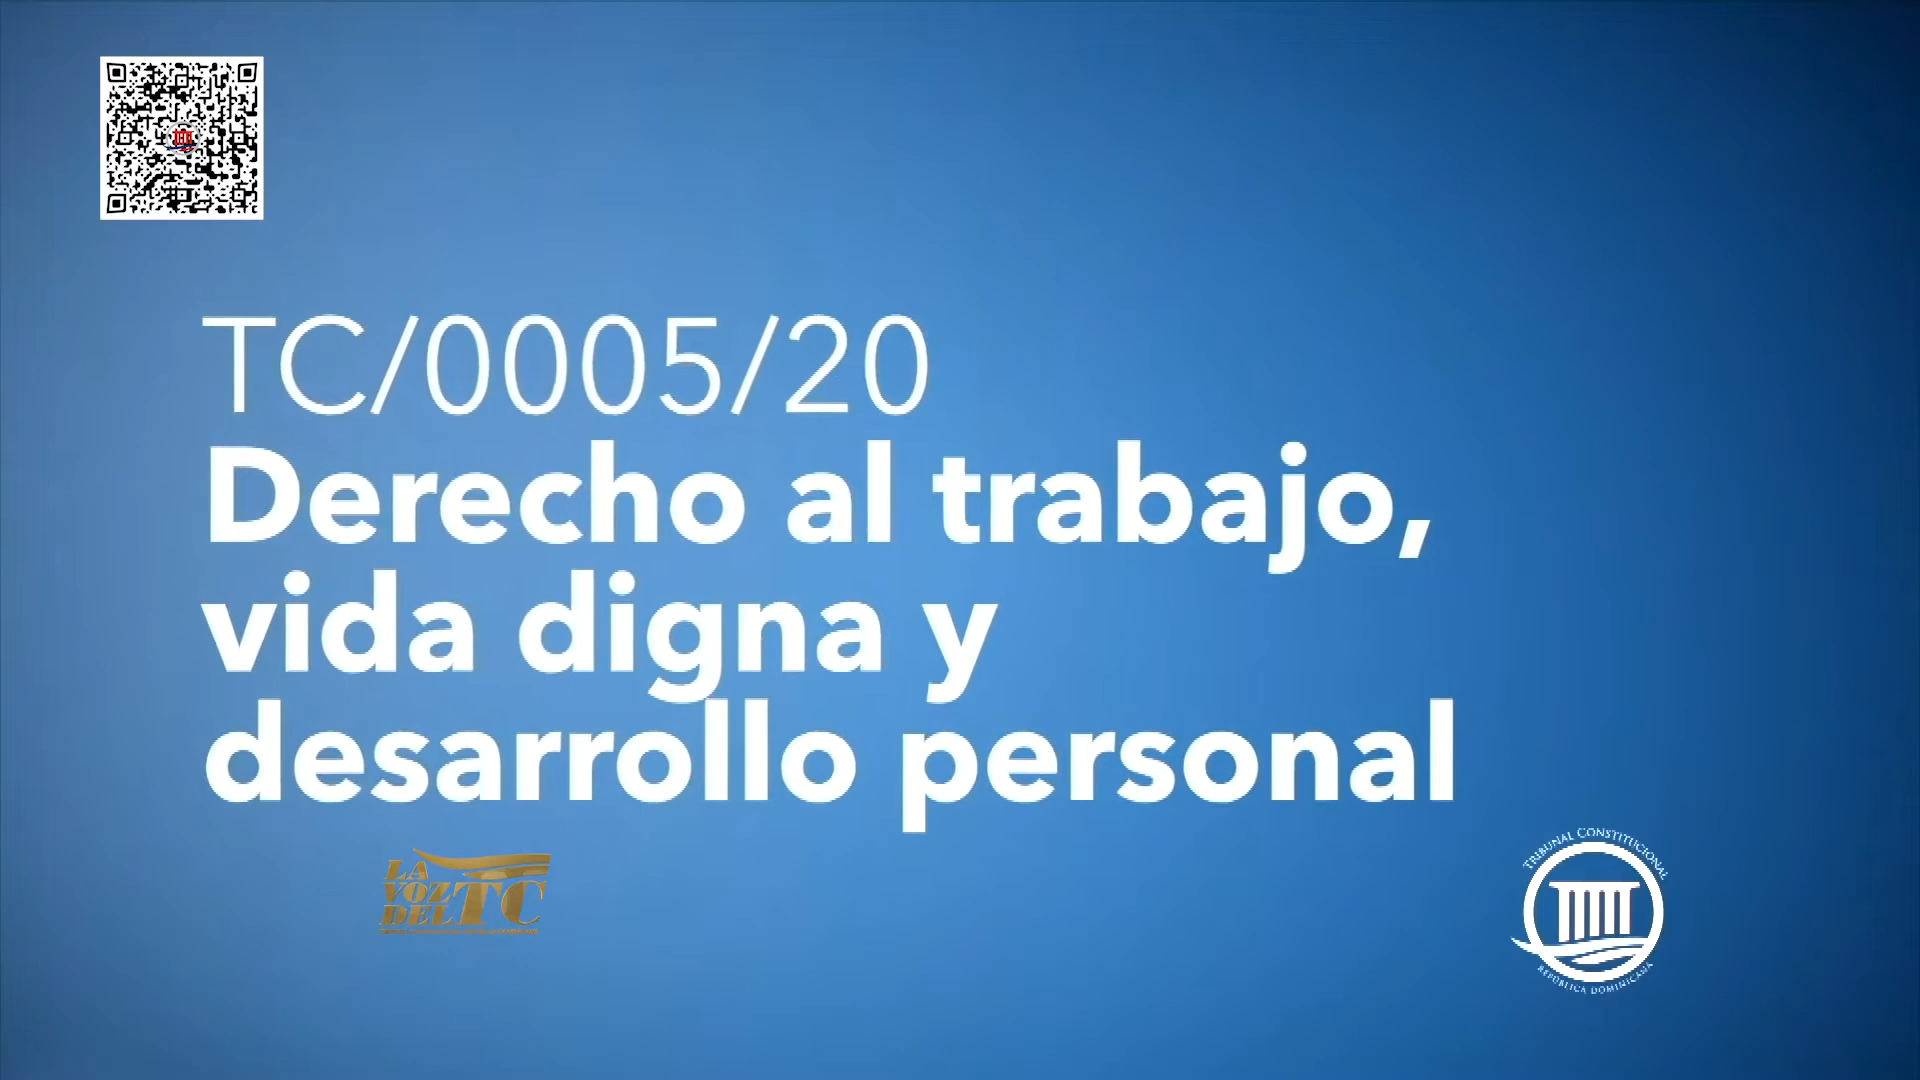 TC/0005/20
Derecho al trabajo,
vida digna y
desarrollo personal
LA
VOZ
DEL TC
TRIBUNAL CONSTITUCIONAL
REPÚBLICA DOMINICANA